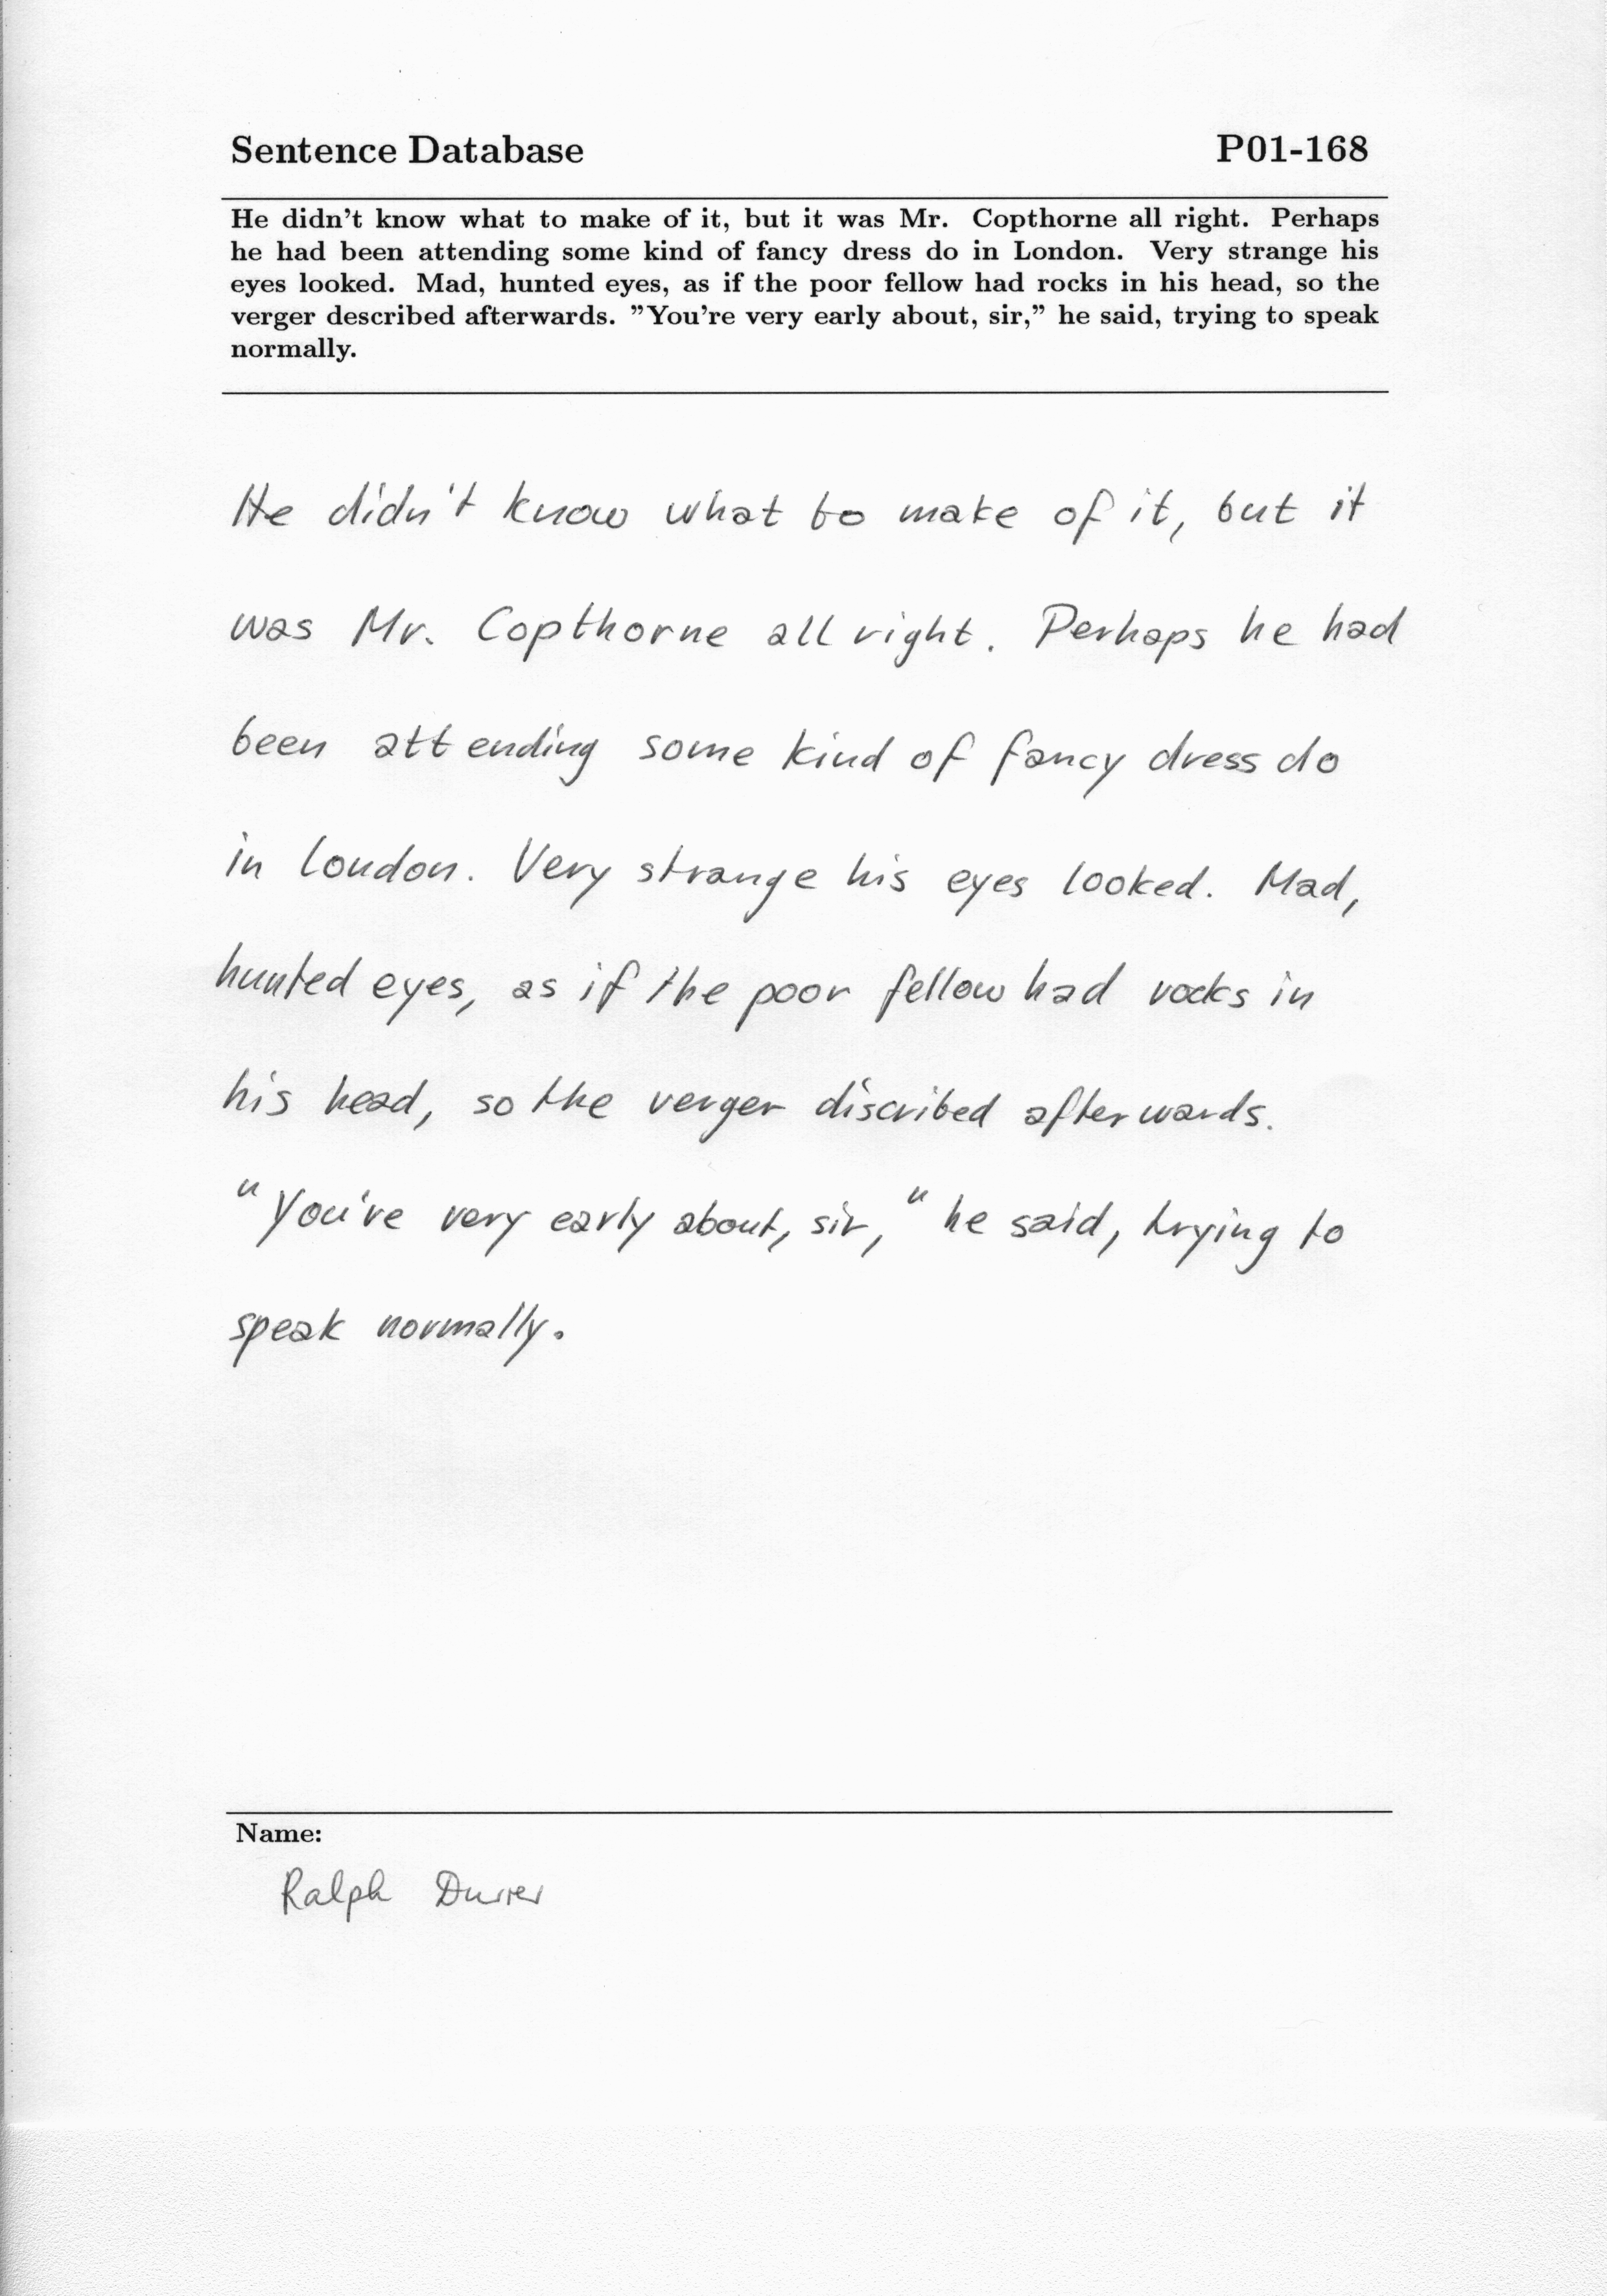 Sentence Database P01-168
He didn't know what to make of it, but it was Mr. Copthorne all right. Perhaps
he had been attending some kind of fancy dress do in London. Very strange his
eyes looked. Mad, hunted eyes, as if the poor fellow had rocks in his head, so the
verger described afterwards. ”You're very early about, sir,” he said, trying to speak
normally.
He didn't know what to make of it, but it
was Mr. Copthorne all right. Perhaps he had
been attending some kind of fancy dress do
in London. Very strange his eyes looked. Mad,
hunted eyes, as if the poor fellow had rocks in
his head, so the verger discribed afterwards.
"You're very early about, sir," he said, trying to
speak normally.
Name:
Ralph